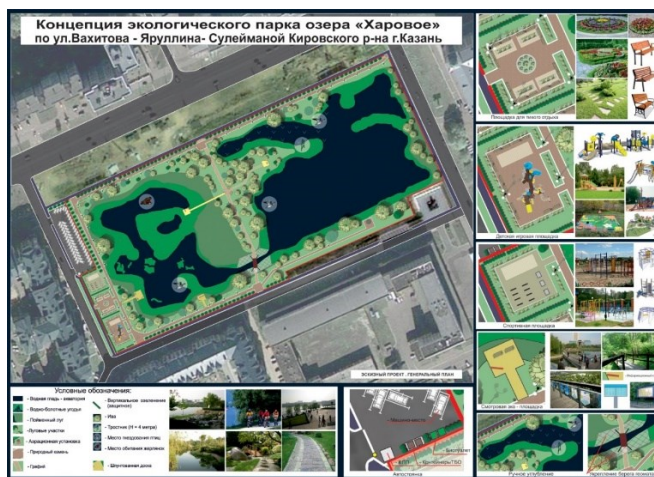 Концепция экологического парка озера «Харовое»
по ул.Вахитова - Яруллина- Сулеймановой Кировского р-на г.Казань
Площадка для тихого отдыха
Детская игровая площадка
Спортивная площадка
ЭСКИЗНЫЙ ПРОЕКТ . ГЕНЕРАЛЬНЫЙ ПЛАН
Смотровая эко - площадка
Условные обозначения:
- Водная гладь - акватория
- Водно-болотные угодья
- Пойменный луг
- Луговые участки
- Аэрационная установка
- Природный камень
- Гравий
- Вертикальное озеленение
- Ива
- Тростник (H = 4 метра)
- Место гнездования птиц
- Место обитания
- Шпунтованная доска
Автостоянка
Ручное углубление